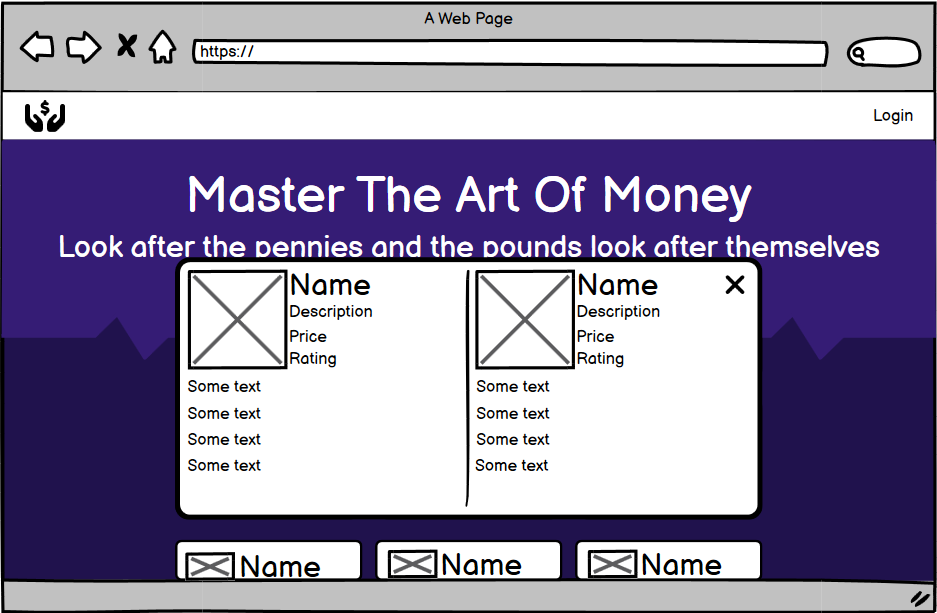 A Web Page
https://
$
Login
Master The Art Of Money
Look after the pennies and the pounds look after themselves
Name
Description
Price
Rating
Some text
Some text
Some text
Some text
Name
Description
Price
Rating
Some text
Some text
Some text
Some text
Name
Name
Name